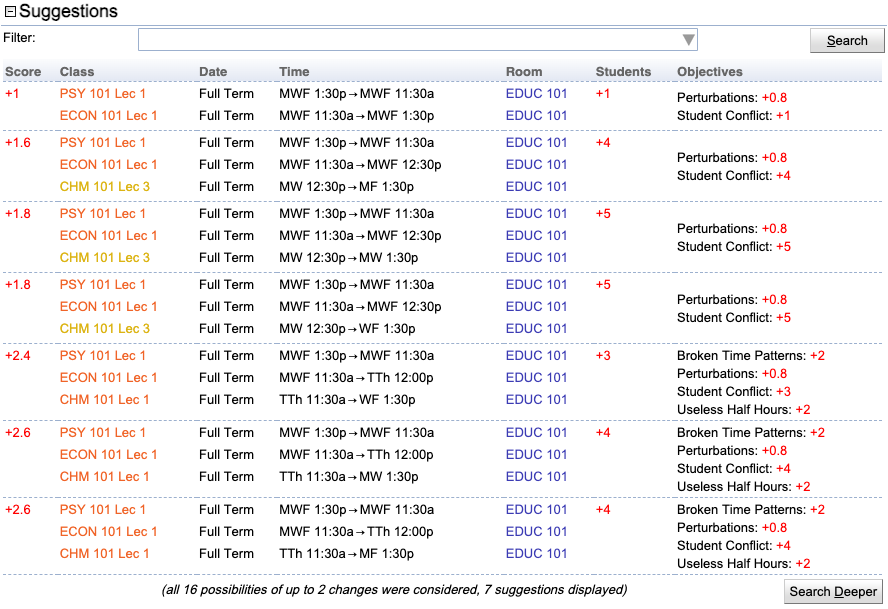 Suggestions
Filter:
Search
Score Class Date Time Room Students Objectives
+1 PSY 101 Lec 1 Full Term MWF 1:30p→MWF 11:30a EDUC 101 +1 Perturbations: +0.8
ECON 101 Lec 1 Full Term MWF 11:30a→MWF 1:30p EDUC 101 Student Conflict: +1
+1.6 PSY 101 Lec 1 Full Term MWF 1:30p→MWF 11:30a EDUC 101 +4 Perturbations: +0.8
ECON 101 Lec 1 Full Term MWF 11:30a→MWF 12:30p EDUC 101 Student Conflict: +4
CHM 101 Lec 3 Full Term MW 12:30p→MF 1:30p EDUC 101
+1.8 PSY 101 Lec 1 Full Term MWF 1:30p→MWF 11:30a EDUC 101 +5 Perturbations: +0.8
ECON 101 Lec 1 Full Term MWF 11:30a→MWF 12:30p EDUC 101 Student Conflict: +5
CHM 101 Lec 3 Full Term MW 12:30p→MW 1:30p EDUC 101
+1.8 PSY 101 Lec 1 Full Term MWF 1:30p→MWF 11:30a EDUC 101 +5 Perturbations: +0.8
ECON 101 Lec 1 Full Term MWF 11:30a→MWF 12:30p EDUC 101 Student Conflict: +5
CHM 101 Lec 3 Full Term MW 12:30p→WF 1:30p EDUC 101
+2.4 PSY 101 Lec 1 Full Term MWF 1:30p→MWF 11:30a EDUC 101 +3 Broken Time Patterns: +2
ECON 101 Lec 1 Full Term MWF 11:30a→TTh 12:00p EDUC 101 Perturbations: +0.8
CHM 101 Lec 1 Full Term TTh 11:30a→WF 1:30p EDUC 101 Student Conflict: +3
Useless Half Hours: +2
+2.6 PSY 101 Lec 1 Full Term MWF 1:30p→MWF 11:30a EDUC 101 +4 Broken Time Patterns: +2
ECON 101 Lec 1 Full Term MWF 11:30a→TTh 12:00p EDUC 101 Perturbations: +0.8
CHM 101 Lec 1 Full Term TTh 11:30a→MW 1:30p EDUC 101 Student Conflict: +4
Useless Half Hours: +2
+2.6 PSY 101 Lec 1 Full Term MWF 1:30p→MWF 11:30a EDUC 101 +4 Broken Time Patterns: +2
ECON 101 Lec 1 Full Term MWF 11:30a→TTh 12:00p EDUC 101 Perturbations: +0.8
CHM 101 Lec 1 Full Term TTh 11:30a→MF 1:30p EDUC 101 Student Conflict: +4
Useless Half Hours: +2
(all 16 possibilities of up to 2 changes were considered, 7 suggestions displayed)
Search Deeper